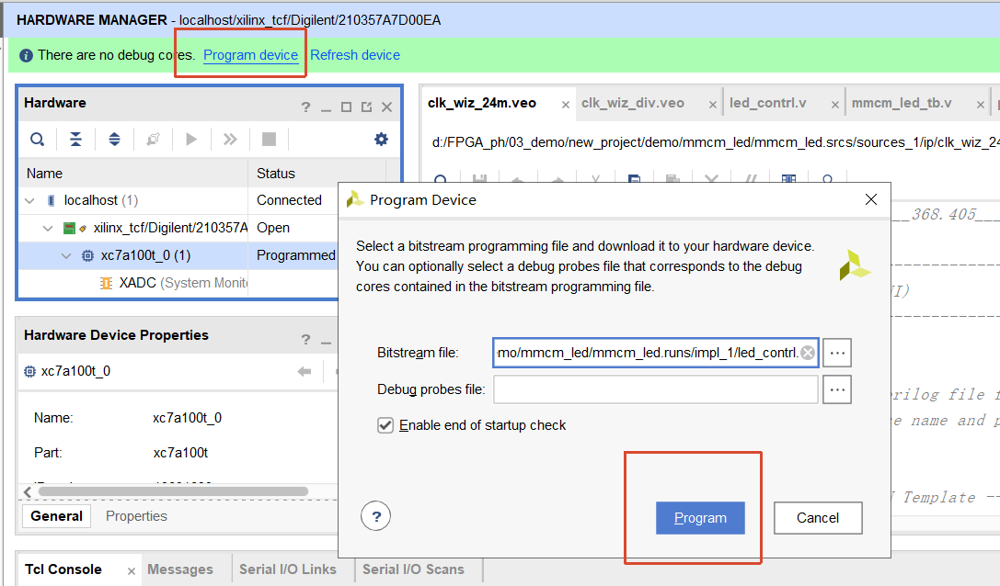 HARDWARE MANAGER - localhost/xilinx_tcf/Digilent/210357A7D00EA
There are no debug cores. Program device Refresh device
Hardware
Name Status
localhost (1) Connected
xilinx_tcf/Digilent/210357A Open
xc7a100t_0 (1) Programmed
XADC (System Monito
Hardware Device Properties
xc7a100t_0
Name: xc7a100t_0
Part: xc7a100t
General Properties
Tcl Console Messages Serial I/O Links Serial I/O Scans
clk_wiz_24m.veo clk_wiz_div.veo led_contrl.v mmcm_led_tb.v
d:/FPGA_ph/03_demo/new_project/demo/mmcm_led/mmcm_led.srcs/sources_1/ip/clk_wiz_24
__368.405___
erilog file f
e name and p
Template --
Program Device
Select a bitstream programming file and download it to your hardware device.
You can optionally select a debug probes file that corresponds to the debug
cores contained in the bitstream programming file.
Bitstream file: mo/mmcm_led/mmcm_led.runs/impl_1/led_contrl. ...
Debug probes file: ...
Enable end of startup check
? Program Cancel